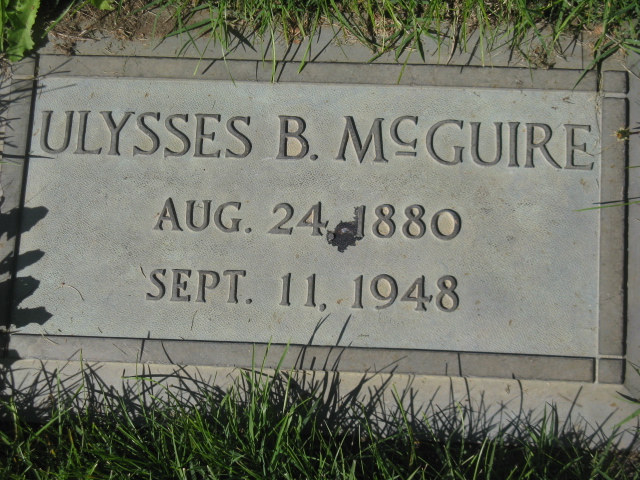 ULYSSES B. McGUIRE
AUG. 24, 1880
SEPT. 11, 1948